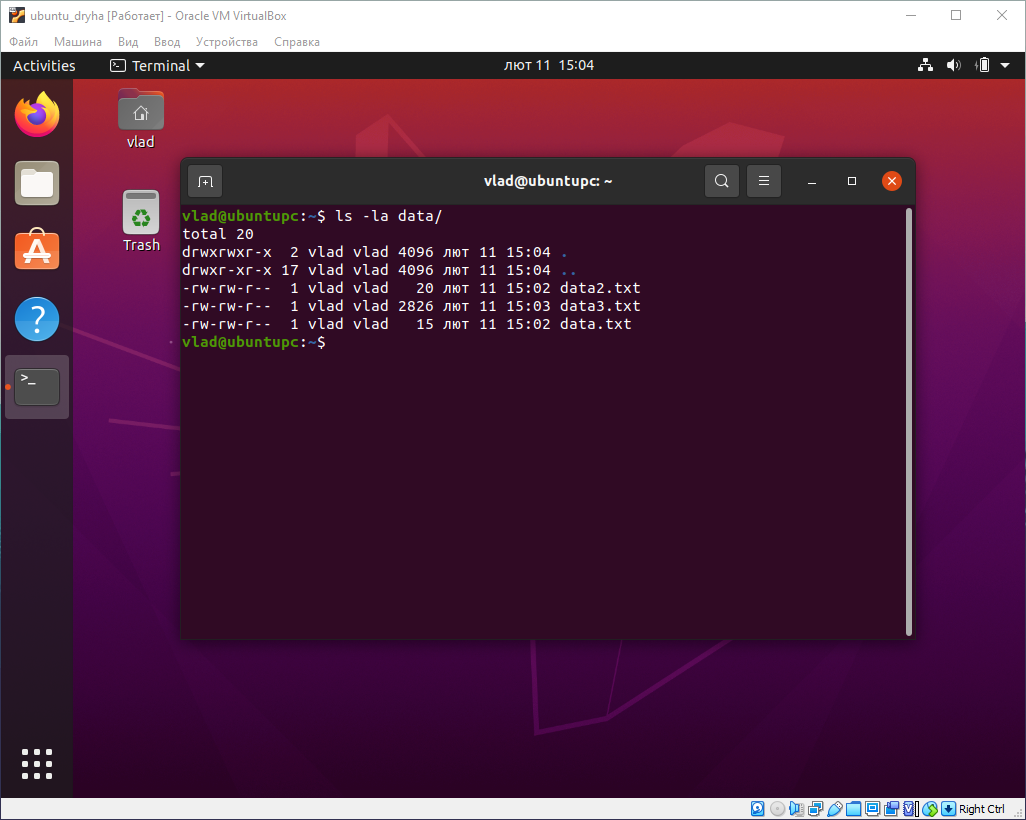 ubuntu_dryha [Работает] - Oracle VM VirtualBox
Файл Машина Вид Ввод Устройства Справка
Activities Terminal лют 11 15:04
vlad
Trash
vlad@ubuntupc: ~
vlad@ubuntupc:~$ ls -la data/
total 20
drwxrwxr-x  2 vlad vlad 4096 лют 11 15:04 .
drwxr-xr-x 17 vlad vlad 4096 лют 11 15:04 ..
-rw-rw-r--  1 vlad vlad   20 лют 11 15:02 data2.txt
-rw-rw-r--  1 vlad vlad 2826 лют 11 15:03 data3.txt
-rw-rw-r--  1 vlad vlad   15 лют 11 15:02 data.txt
vlad@ubuntupc:~$
Right Ctrl